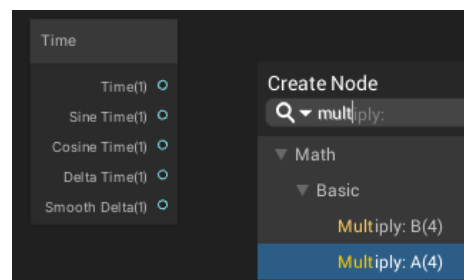 Time
Time(1)
Sine Time(1)
Cosine Time(1)
Delta Time(1)
Smooth Delta(1)
Create Node
multiply:
Math
Basic
Multiply: B(4)
Multiply: A(4)